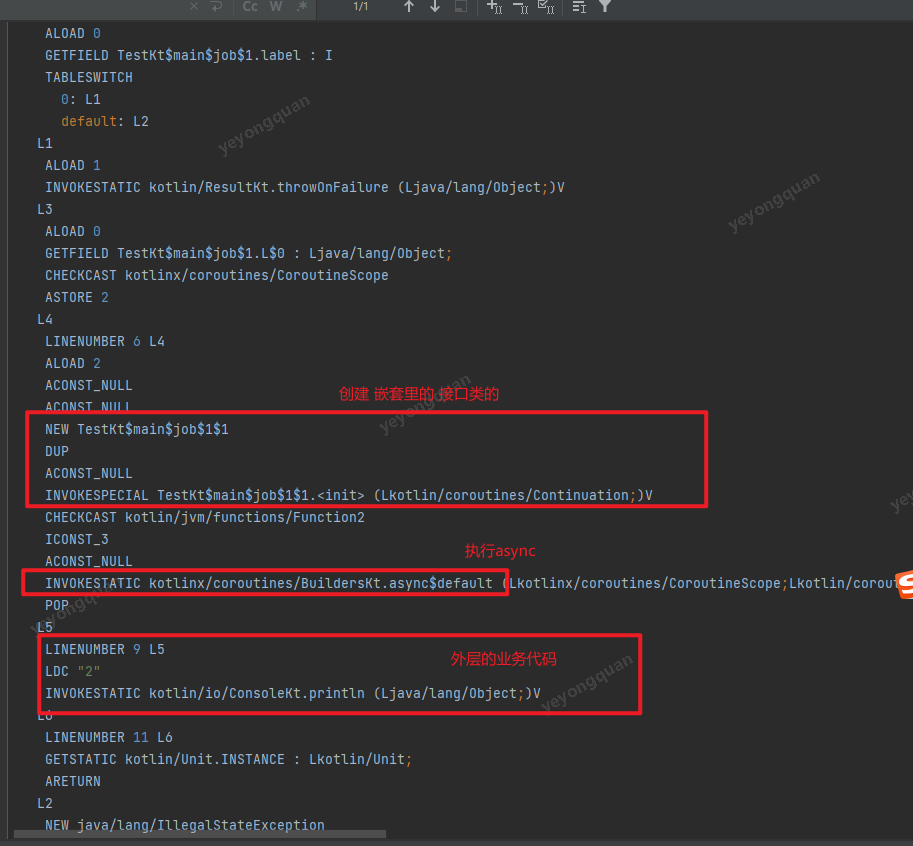 Cc W .* 1/1
ALOAD 0
GETFIELD TestKt$main$job$1.label : I
TABLESWITCH
0: L1
default: L2
L1
ALOAD 1
INVOKESTATIC kotlin/ResultKt.throwOnFailure (Ljava/lang/Object;)V
L3
ALOAD 0
GETFIELD TestKt$main$job$1.L$0 : Ljava/lang/Object;
CHECKCAST kotlinx/coroutines/CoroutineScope
ASTORE 2
L4
LINENUMBER 6 L4
ALOAD 2
ACONST_NULL
创建 嵌套里的 接口类的
ACONST_NULL
NEW TestKt$main$job$1$1
DUP
ACONST_NULL
INVOKESPECIAL TestKt$main$job$1$1.<init> (Lkotlin/coroutines/Continuation;)V
CHECKCAST kotlin/jvm/functions/Function2
ICONST_3
执行async
ACONST_NULL
INVOKESTATIC kotlinx/coroutines/BuildersKt.async$default (Lkotlinx/coroutines/CoroutineScope;Lkotlin/corout
POP
L5
LINENUMBER 9 L5
外层的业务代码
LDC "2"
INVOKESTATIC kotlin/io/ConsoleKt.println (Ljava/lang/Object;)V
L6
LINENUMBER 11 L6
GETSTATIC kotlin/Unit.INSTANCE : Lkotlin/Unit;
ARETURN
L2
NEW java/lang/IllegalStateException
yeyongquan
yeyongquan
yeyongquan
yeyongquan
yeyongquan